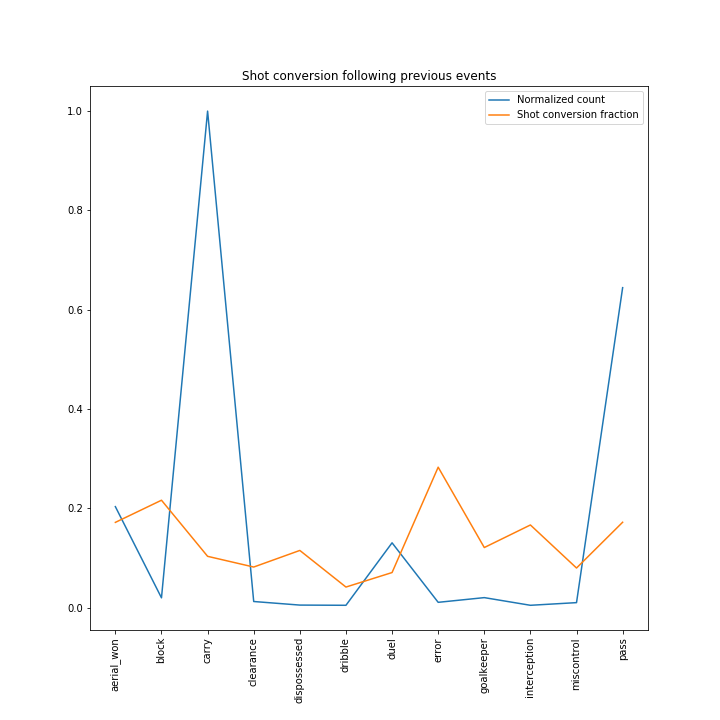 Shot conversion following previous events
Normalized count
Shot conversion fraction
1.0
0.8
0.6
0.4
0.2
0.0
aerial_won
block
carry
clearance
dispossessed
dribble
duel
error
goalkeeper
interception
miscontrol
pass